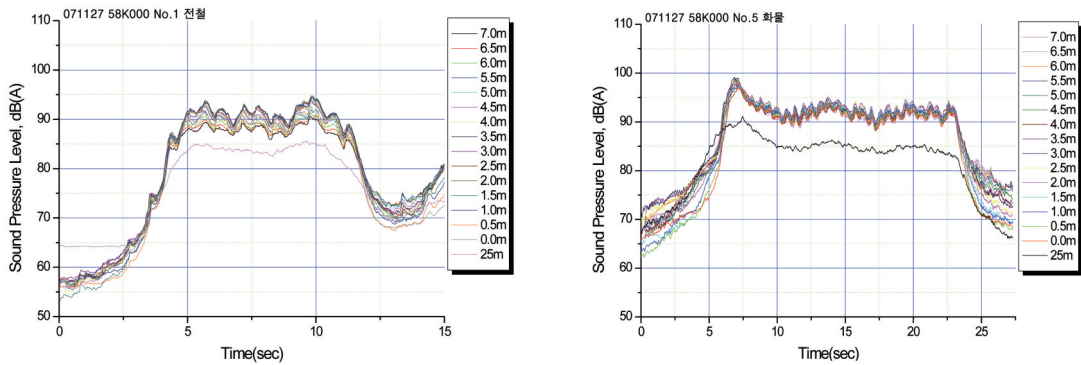 071127 58K000 No.1 전철
Sound Pressure Level, dB(A)
110
100
90
80
70
60
50
0
5
10
15
Time(sec)
7.0m
6.5m
6.0m
5.5m
5.0m
4.5m
4.0m
3.5m
3.0m
2.5m
2.0m
1.5m
1.0m
0.5m
0.0m
25m
071127 58K000 No.5 화물
Sound Pressure Level, dB(A)
110
100
90
80
70
60
50
0
5
10
15
20
25
Time(sec)
7.0m
6.5m
6.0m
5.5m
5.0m
4.5m
4.0m
3.5m
3.0m
2.5m
2.0m
1.5m
1.0m
0.5m
0.0m
25m